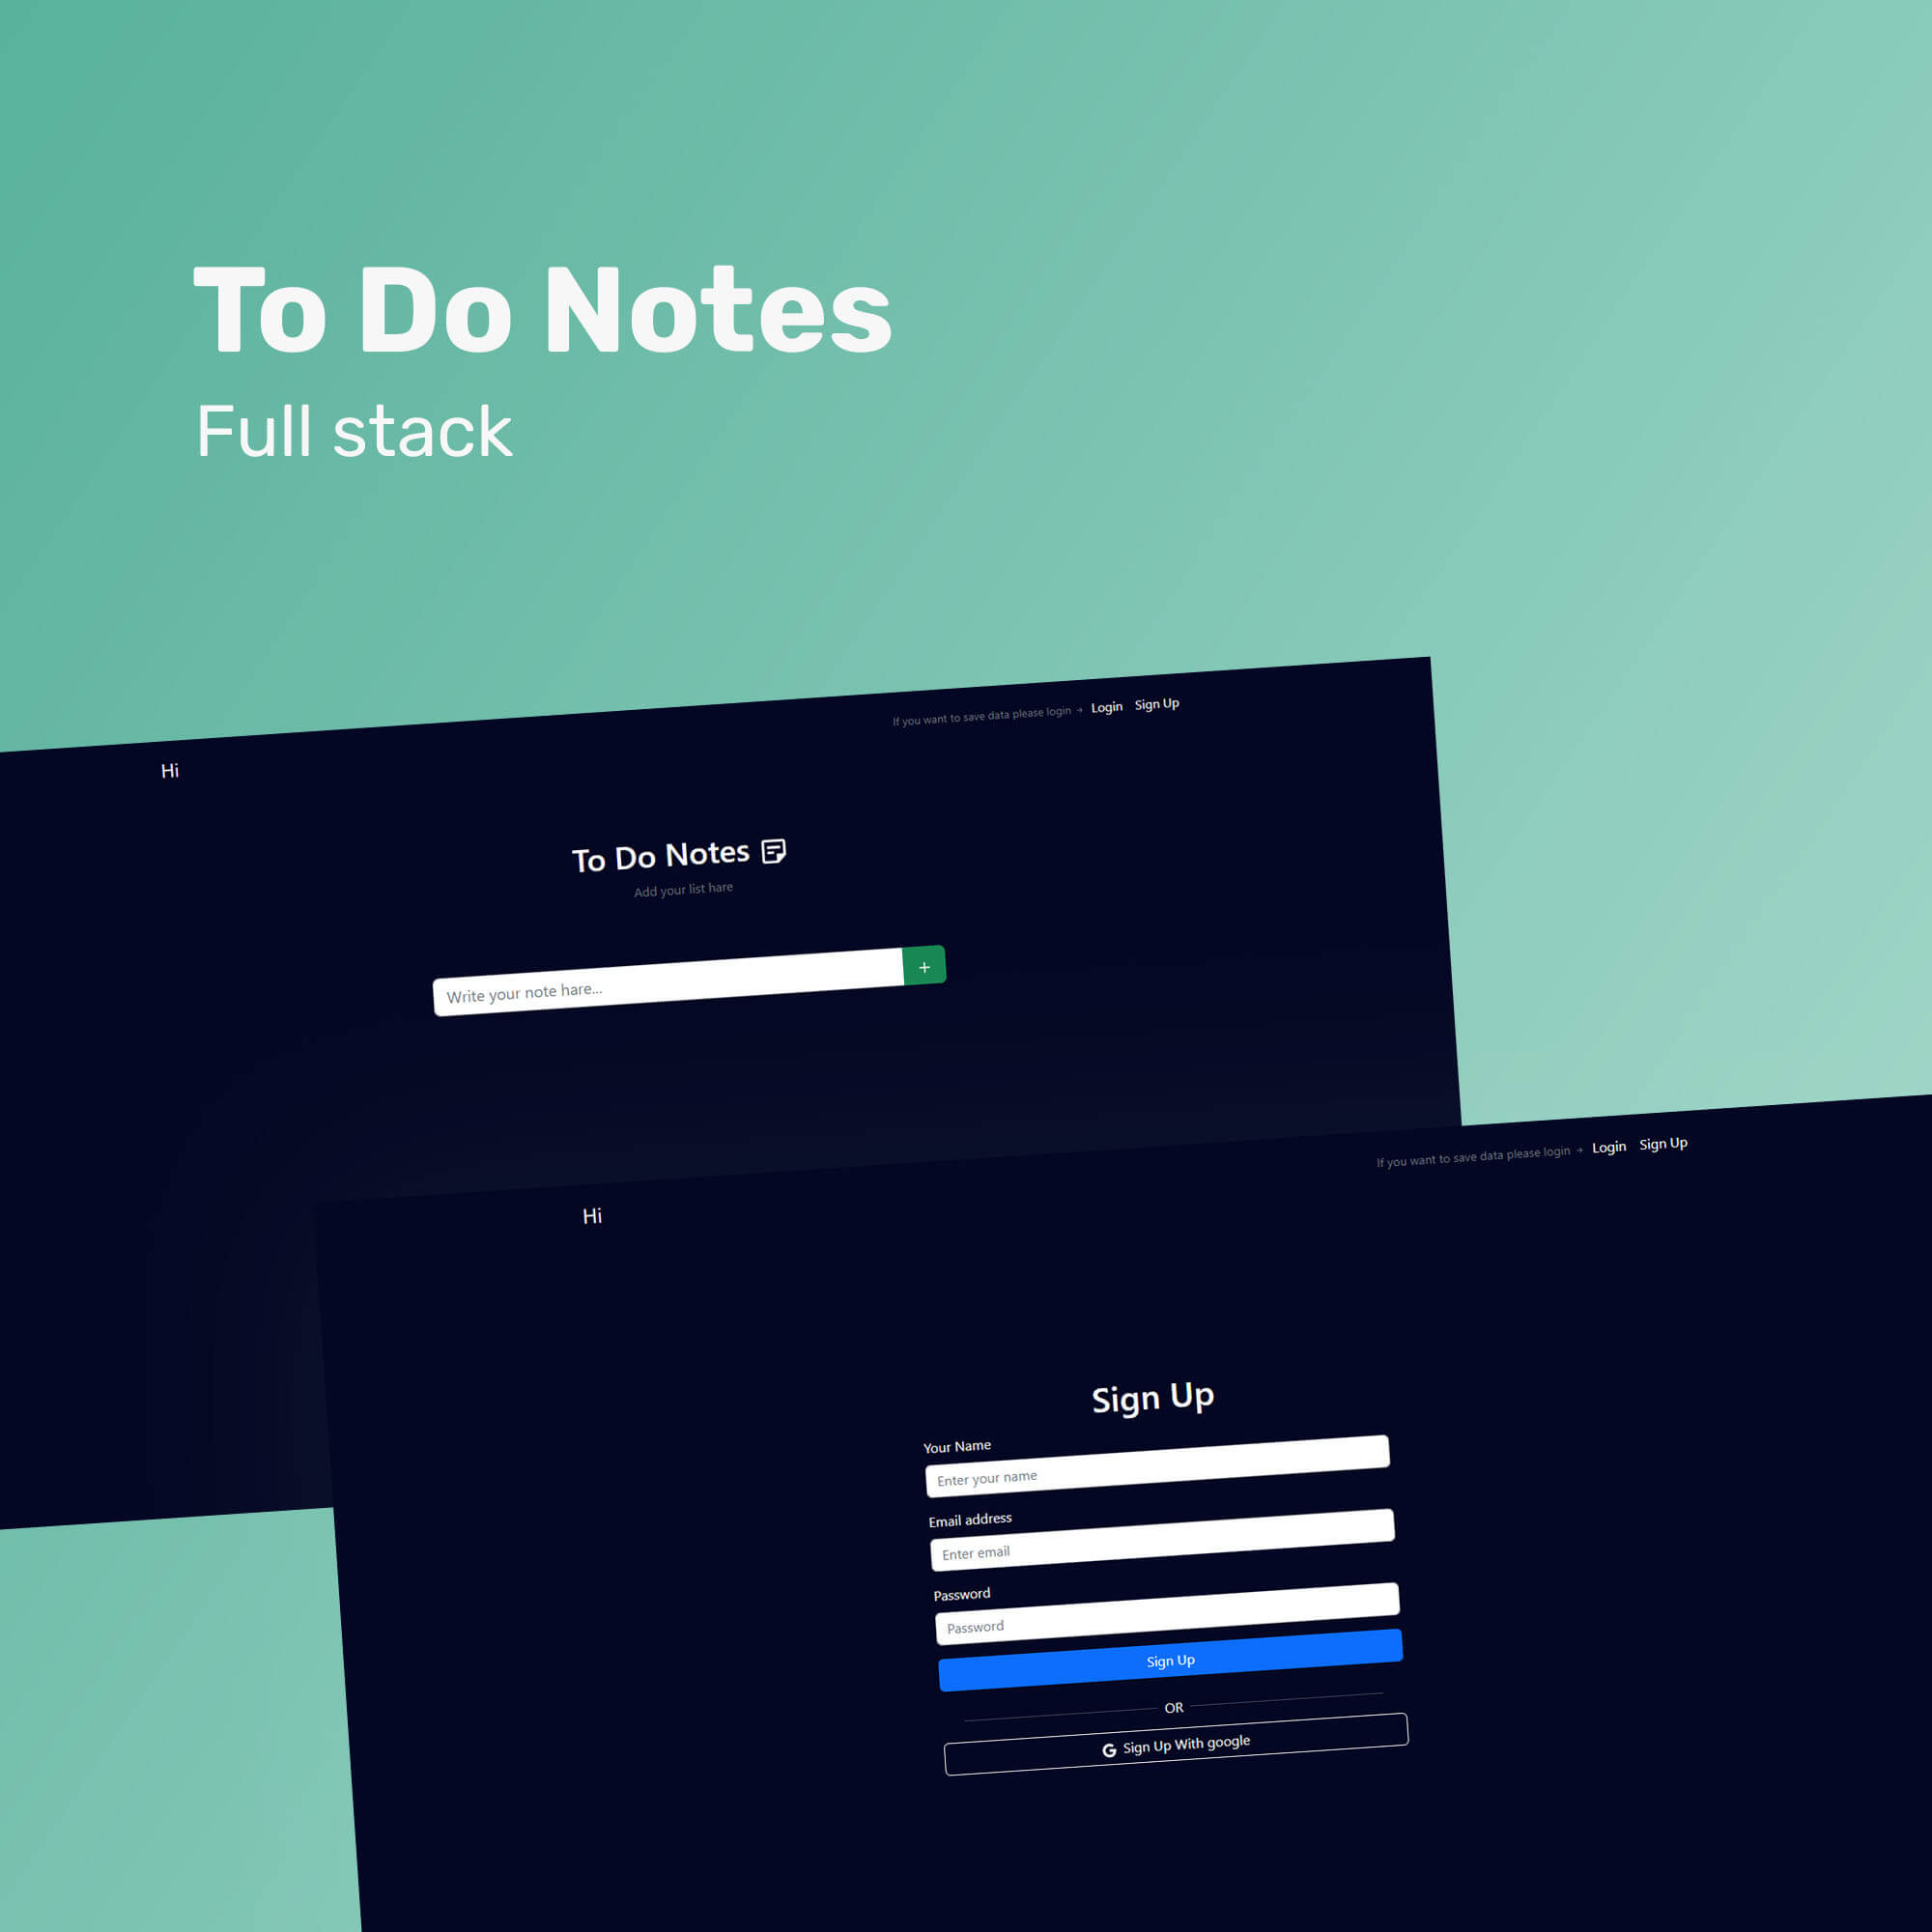 To Do Notes
Full stack
If you want to save data please login → Login Sign Up
Hi
To Do Notes
Add your list hare
Write your note hare...
+
If you want to save data please login → Login Sign Up
Hi
Sign Up
Your Name
Enter your name
Email address
Enter email
Password
Password
Sign Up
OR
G Sign Up With google